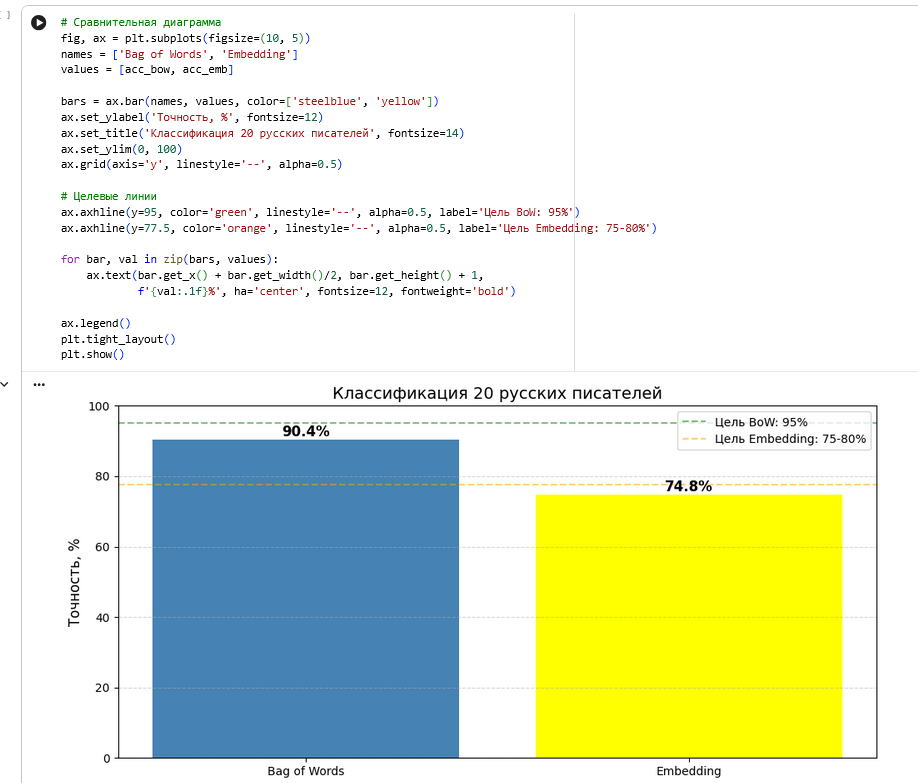 [ ]
# Сравнительная диаграмма
fig, ax = plt.subplots(figsize=(10, 5))
names = ['Bag of Words', 'Embedding']
values = [acc_bow, acc_emb]
bars = ax.bar(names, values, color=['steelblue', 'yellow'])
ax.set_ylabel('Точность, %', fontsize=12)
ax.set_title('Классификация 20 русских писателей', fontsize=14)
ax.set_ylim(0, 100)
ax.grid(axis='y', linestyle='--', alpha=0.5)
# Целевые линии
ax.axhline(y=95, color='green', linestyle='--', alpha=0.5, label='Цель BoW: 95%')
ax.axhline(y=77.5, color='orange', linestyle='--', alpha=0.5, label='Цель Embedding: 75-80%')
for bar, val in zip(bars, values):
    ax.text(bar.get_x() + bar.get_width()/2, bar.get_height() + 1,
            f'{val:.1f}%', ha='center', fontsize=12, fontweight='bold')
ax.legend()
plt.tight_layout()
plt.show()
Классификация 20 русских писателей
Цель BoW: 95%
Цель Embedding: 75-80%
90.4%
74.8%
Точность, %
100
80
60
40
20
0
Bag of Words
Embedding